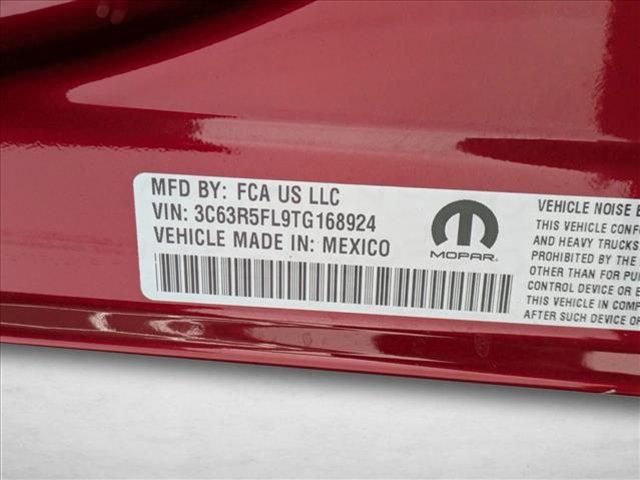 MFD BY: FCA US LLC
VIN: 3C63R5FL9TG168924
VEHICLE MADE IN: MEXICO
MOPAR
VEHICLE NOISE
THIS VEHICLE
AND HEAVY TRUCKS
PROHIBITED BY THE
OTHER THAN FOR
CONTROL DEVICE OR
THIS VEHICLE IN
AFTER SUCH DEVICE